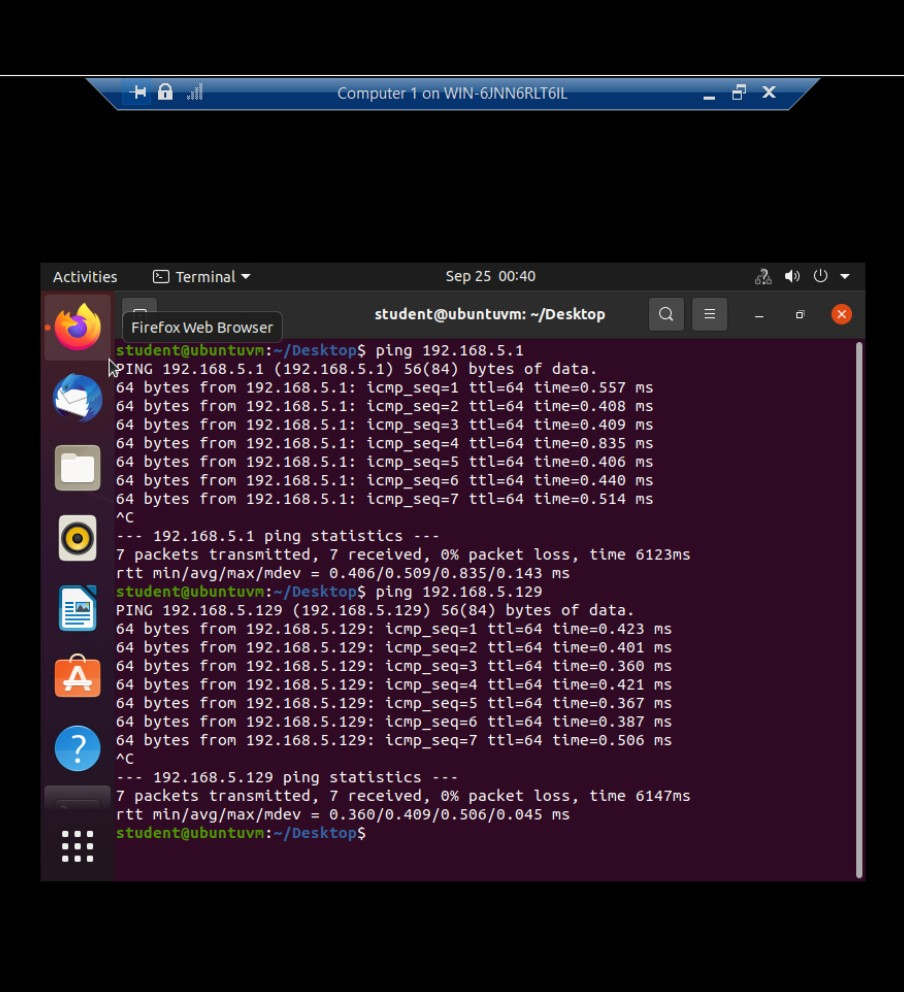 Computer 1 on WIN-6JNN6RLT6IL
Activities
Terminal
Sep 25 00:40
student@ubuntuvm: ~/Desktop
Firefox Web Browser
student@ubuntuvm:~/Desktop$ ping 192.168.5.1
PING 192.168.5.1 (192.168.5.1) 56(84) bytes of data.
64 bytes from 192.168.5.1: icmp_seq=1 ttl=64 time=0.557 ms
64 bytes from 192.168.5.1: icmp_seq=2 ttl=64 time=0.408 ms
64 bytes from 192.168.5.1: icmp_seq=3 ttl=64 time=0.409 ms
64 bytes from 192.168.5.1: icmp_seq=4 ttl=64 time=0.835 ms
64 bytes from 192.168.5.1: icmp_seq=5 ttl=64 time=0.406 ms
64 bytes from 192.168.5.1: icmp_seq=6 ttl=64 time=0.440 ms
64 bytes from 192.168.5.1: icmp_seq=7 ttl=64 time=0.514 ms
^C
--- 192.168.5.1 ping statistics ---
7 packets transmitted, 7 received, 0% packet loss, time 6123ms
rtt min/avg/max/mdev = 0.406/0.509/0.835/0.143 ms
student@ubuntuvm:~/Desktop$ ping 192.168.5.129
PING 192.168.5.129 (192.168.5.129) 56(84) bytes of data.
64 bytes from 192.168.5.129: icmp_seq=1 ttl=64 time=0.423 ms
64 bytes from 192.168.5.129: icmp_seq=2 ttl=64 time=0.401 ms
64 bytes from 192.168.5.129: icmp_seq=3 ttl=64 time=0.360 ms
64 bytes from 192.168.5.129: icmp_seq=4 ttl=64 time=0.421 ms
64 bytes from 192.168.5.129: icmp_seq=5 ttl=64 time=0.367 ms
64 bytes from 192.168.5.129: icmp_seq=6 ttl=64 time=0.387 ms
64 bytes from 192.168.5.129: icmp_seq=7 ttl=64 time=0.506 ms
^C
--- 192.168.5.129 ping statistics ---
7 packets transmitted, 7 received, 0% packet loss, time 6147ms
rtt min/avg/max/mdev = 0.360/0.409/0.506/0.045 ms
student@ubuntuvm:~/Desktop$